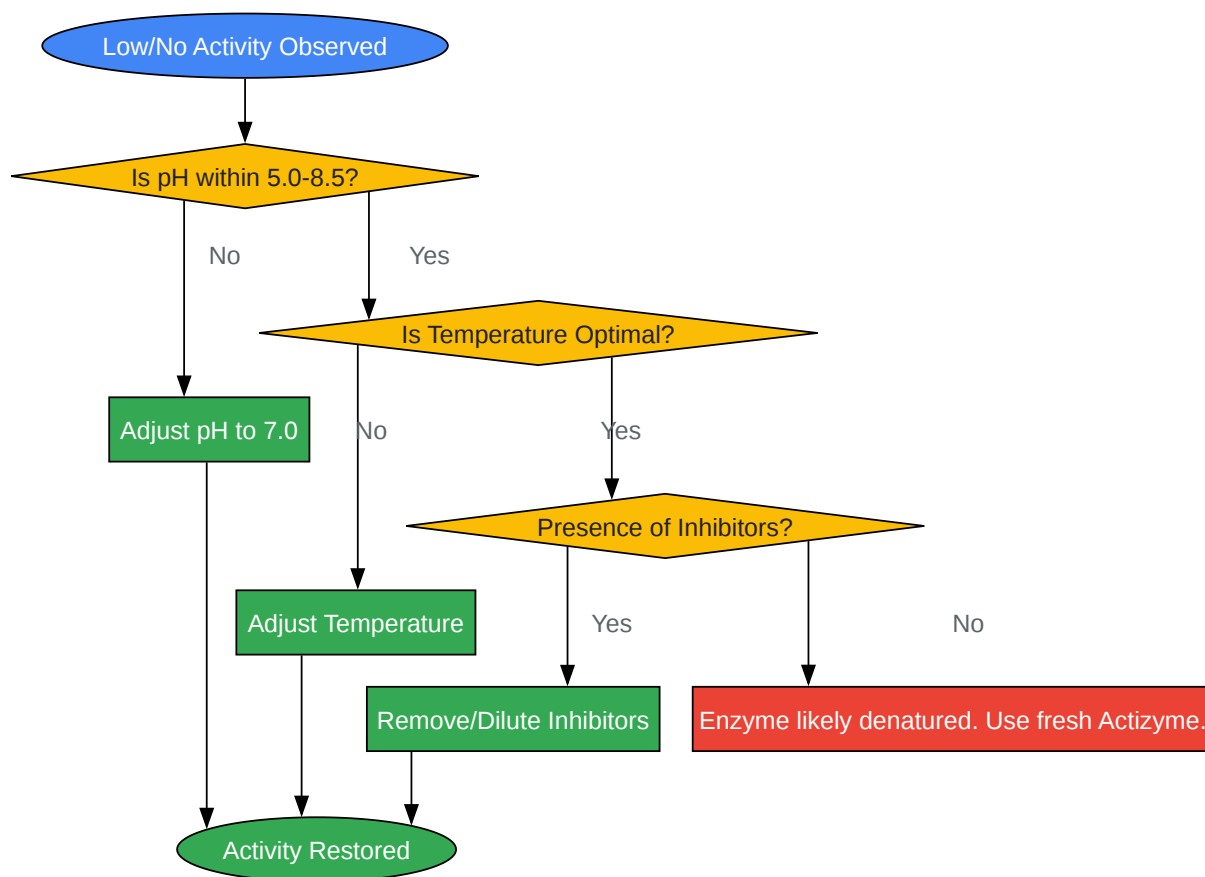 Low/No Activity Observed
Is pH within 5.0-8.5?
No
Yes
Is Temperature Optimal?
Adjust pH to 7.0
No
Yes
Presence of Inhibitors?
Adjust Temperature
Yes
No
Remove/Dilute Inhibitors
Enzyme likely denatured. Use fresh Actizyme.
Activity Restored